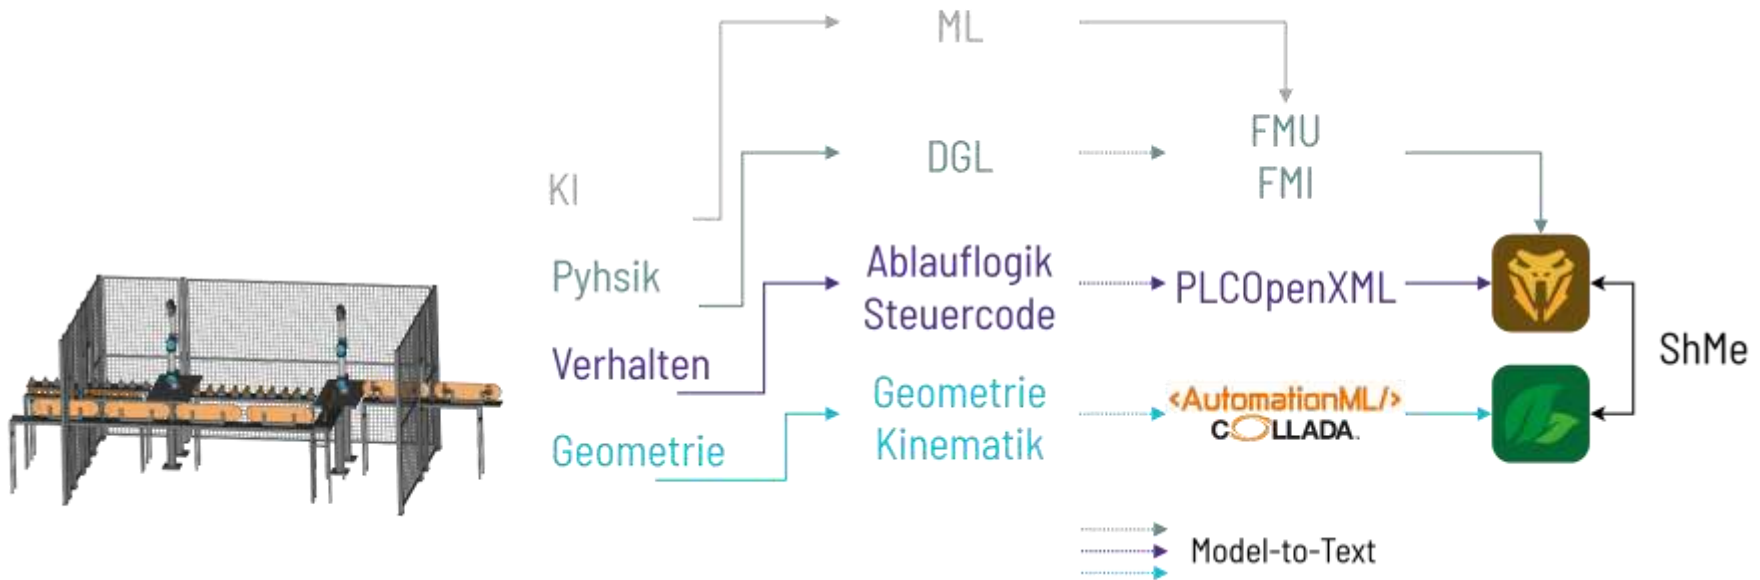 ML
DGL
FMU
FMI
KI
Pyhsik
Verhalten
Geometrie
Ablauflogik
Steuercode
PLCOpenXML
Geometrie
Kinematik
<AutomationML/>
COLLADA
ShMe
Model-to-Text